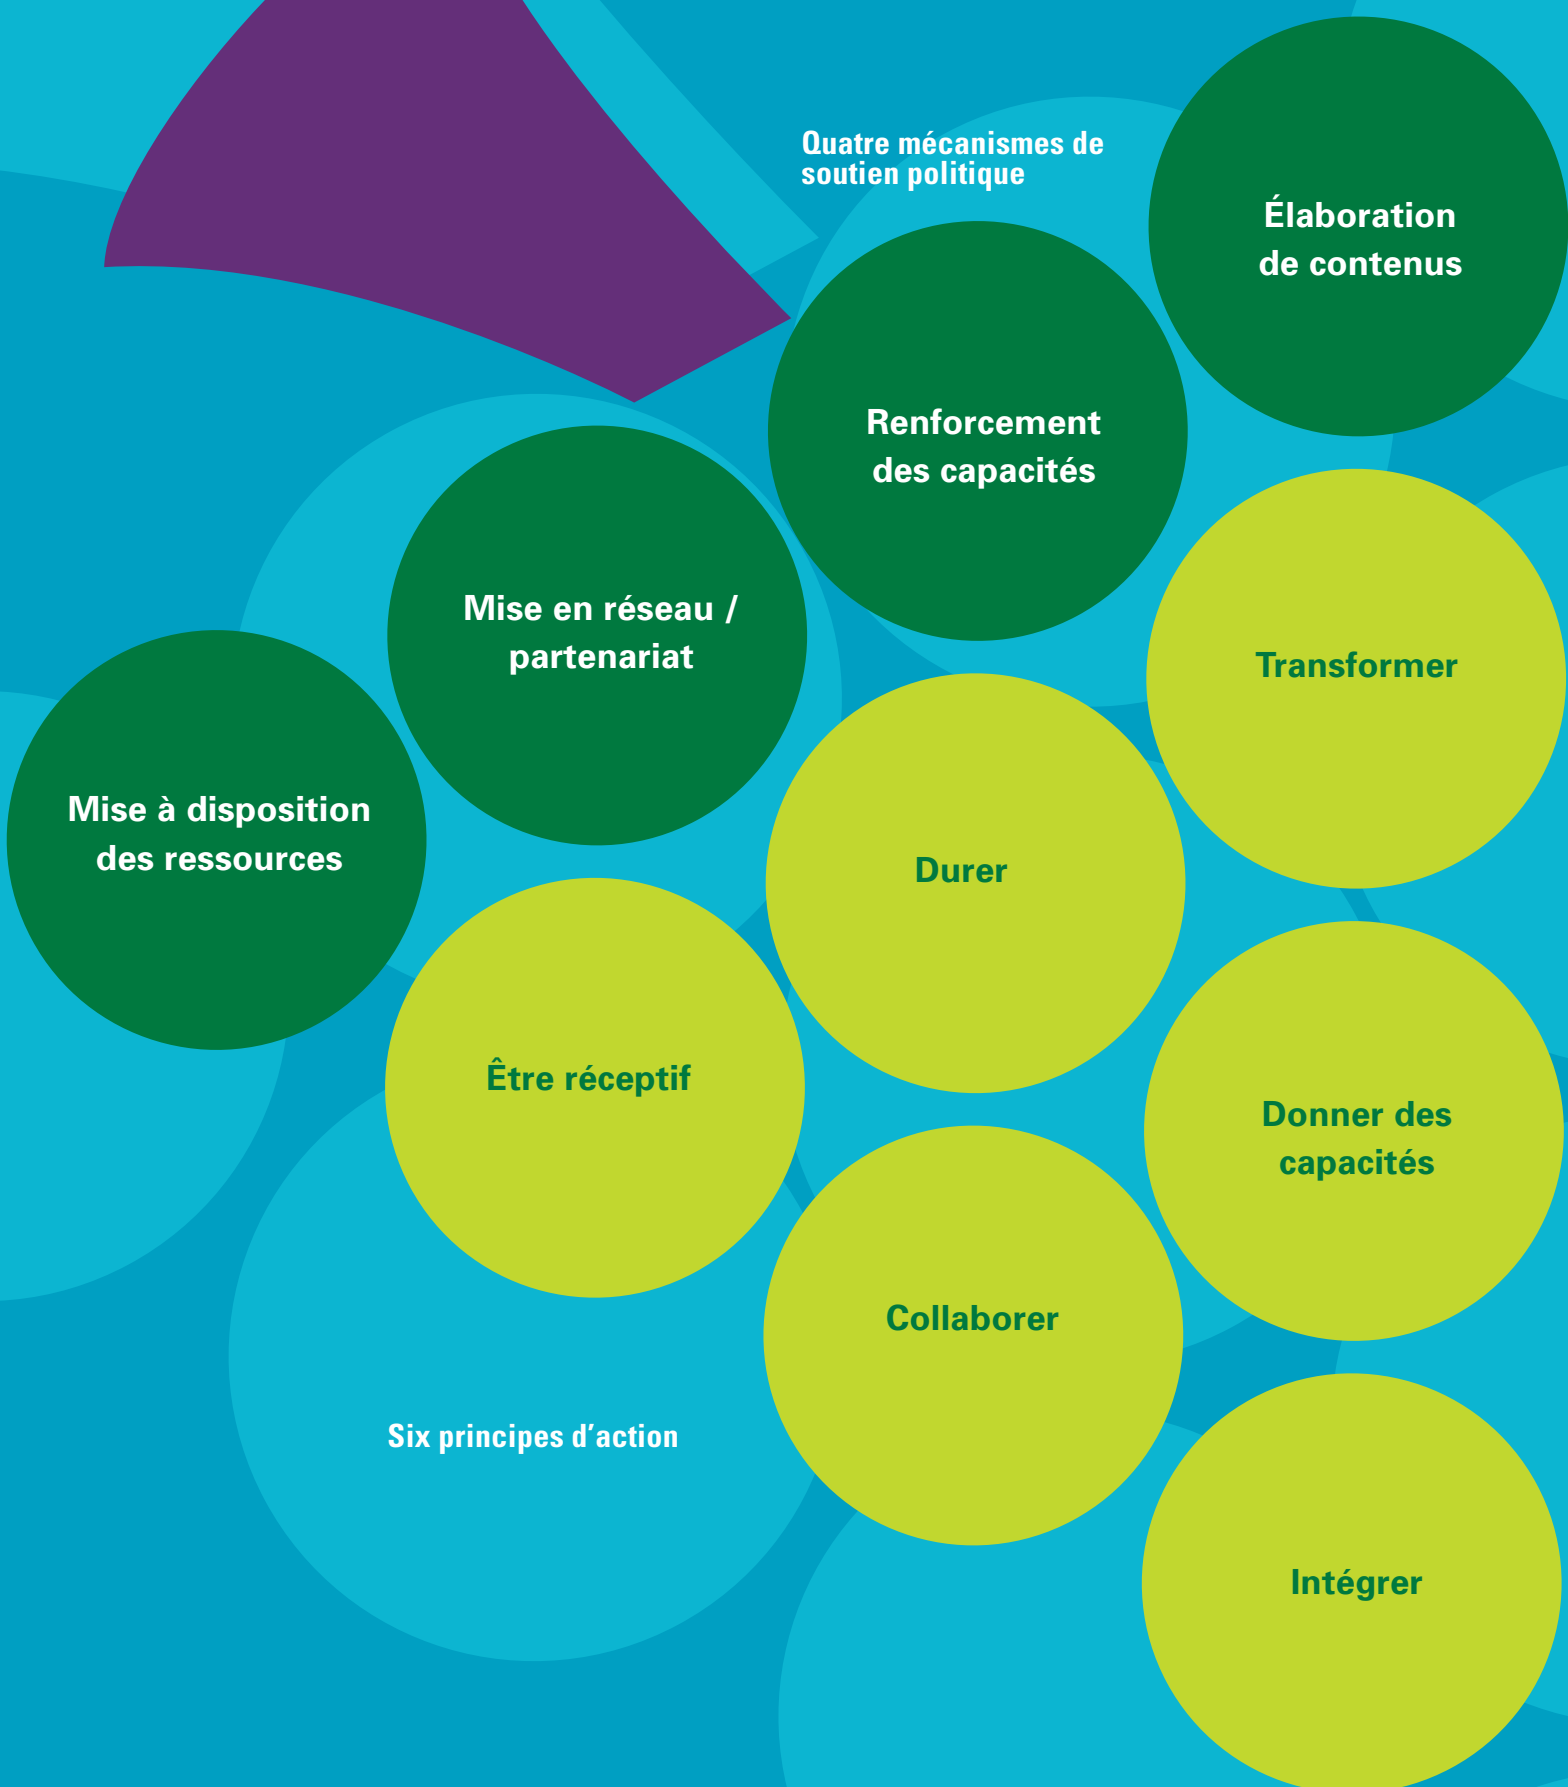 Quatre mécanismes de
soutien politique
Élaboration
de contenus
Renforcement
des capacités
Mise en réseau /
partenariat
Mise à disposition
des ressources
Transformer
Durer
Être réceptif
Donner des
capacités
Collaborer
Six principes d’action
Intégrer